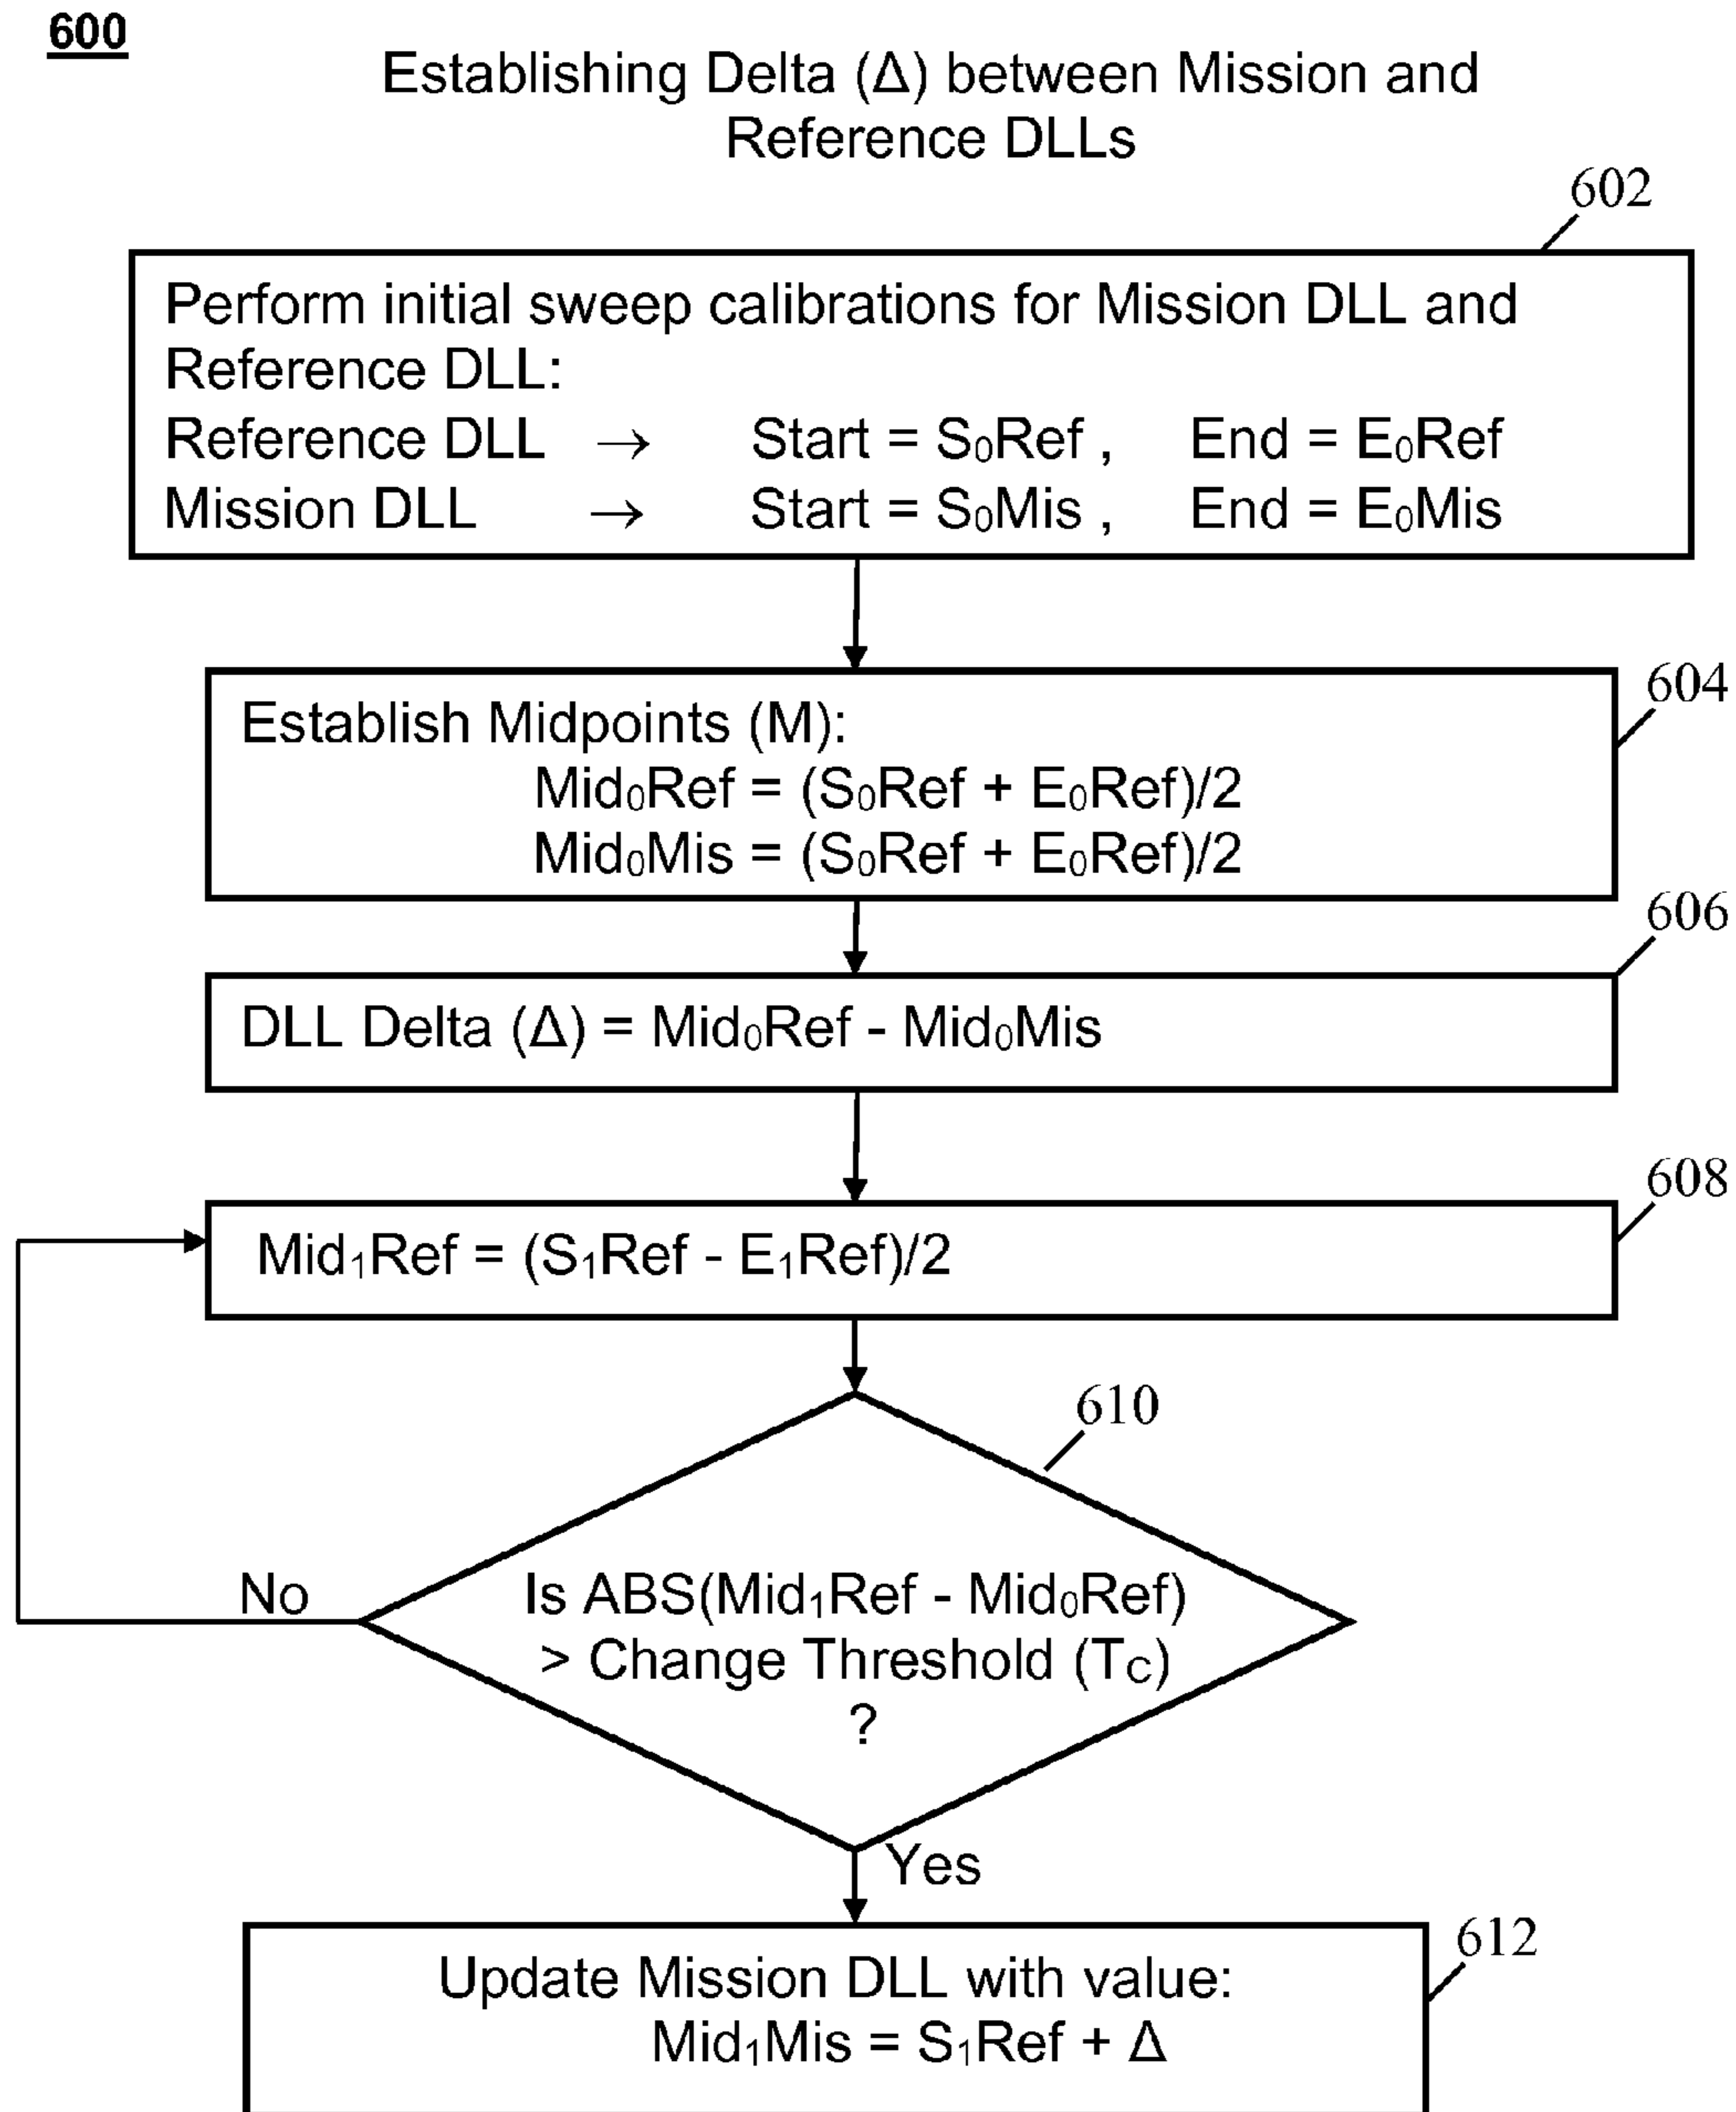 600
Establishing Delta (Δ) between Mission and
Reference DLLs
602
Perform initial sweep calibrations for Mission DLL and
Reference DLL:
Reference DLL → Start = S₀Ref , End = E₀Ref
Mission DLL → Start = S₀Mis , End = E₀Mis
604
Establish Midpoints (M):
Mid₀Ref = (S₀Ref + E₀Ref)/2
Mid₀Mis = (S₀Ref + E₀Ref)/2
606
DLL Delta (Δ) = Mid₀Ref - Mid₀Mis
608
Mid₁Ref = (S₁Ref - E₁Ref)/2
610
No
Is ABS(Mid₁Ref - Mid₀Ref)
> Change Threshold (T_C)
?
Yes
612
Update Mission DLL with value:
Mid₁Mis = S₁Ref + Δ